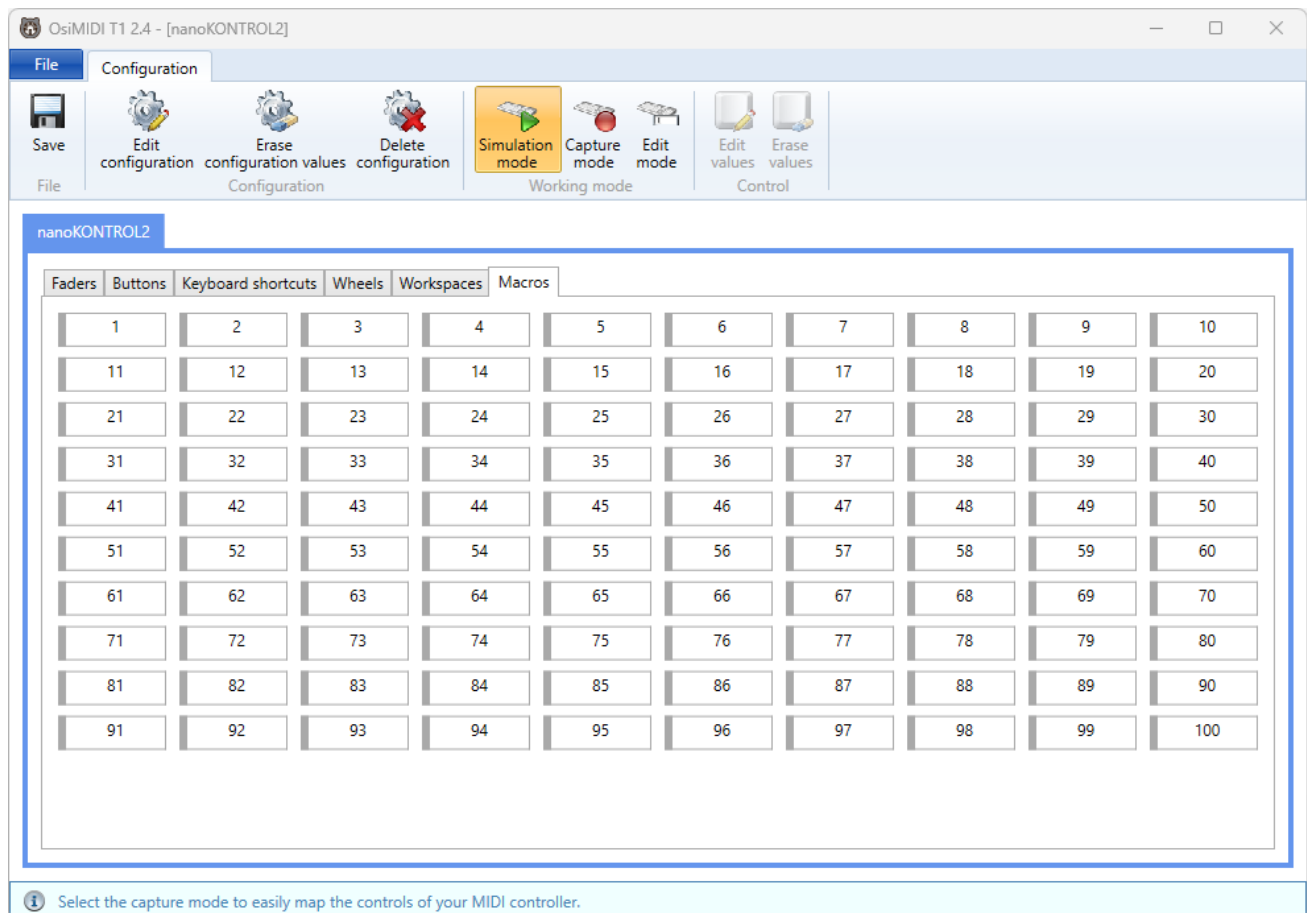 OsiMIDI T1 2.4 - [nanoKONTROL2]
File Configuration
Save
Edit configuration
Erase configuration values
Delete configuration
Simulation mode
Capture mode
Edit mode
Edit values
Erase values
File Configuration Working mode Control
nanoKONTROL2
Faders Buttons Keyboard shortcuts Wheels Workspaces Macros
1 2 3 4 5 6 7 8 9 10
11 12 13 14 15 16 17 18 19 20
21 22 23 24 25 26 27 28 29 30
31 32 33 34 35 36 37 38 39 40
41 42 43 44 45 46 47 48 49 50
51 52 53 54 55 56 57 58 59 60
61 62 63 64 65 66 67 68 69 70
71 72 73 74 75 76 77 78 79 80
81 82 83 84 85 86 87 88 89 90
91 92 93 94 95 96 97 98 99 100
Select the capture mode to easily map the controls of your MIDI controller.